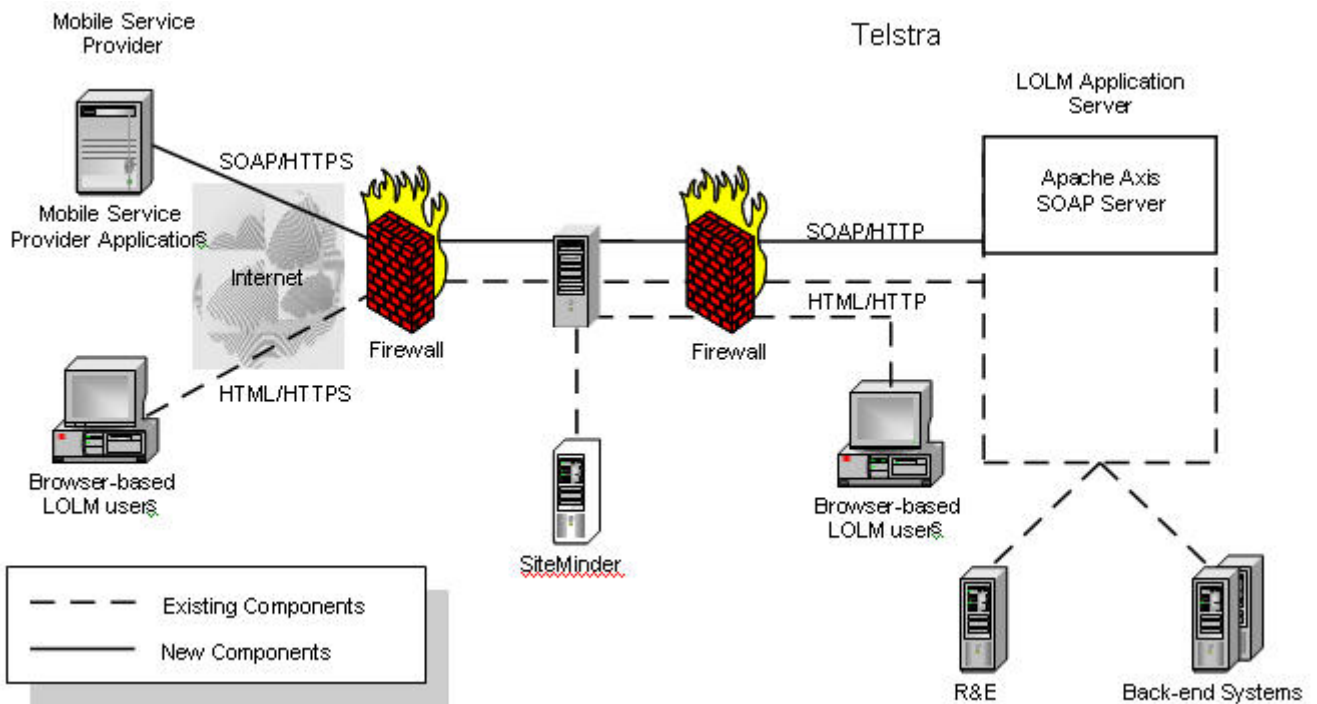 Mobile Service
Provider
Telstra
LOLM Application
Server
SOAP/HTTPS
Apache Axis
SOAP Server
Mobile Service
Provider Applications
SOAP/HTTP
Internet
HTML/HTTP
Firewall
Firewall
HTML/HTTPS
Browser-based
LOLM users
Browser-based
LOLM users
SiteMinder
Existing Components
New Components
R&E
Back-end Systems